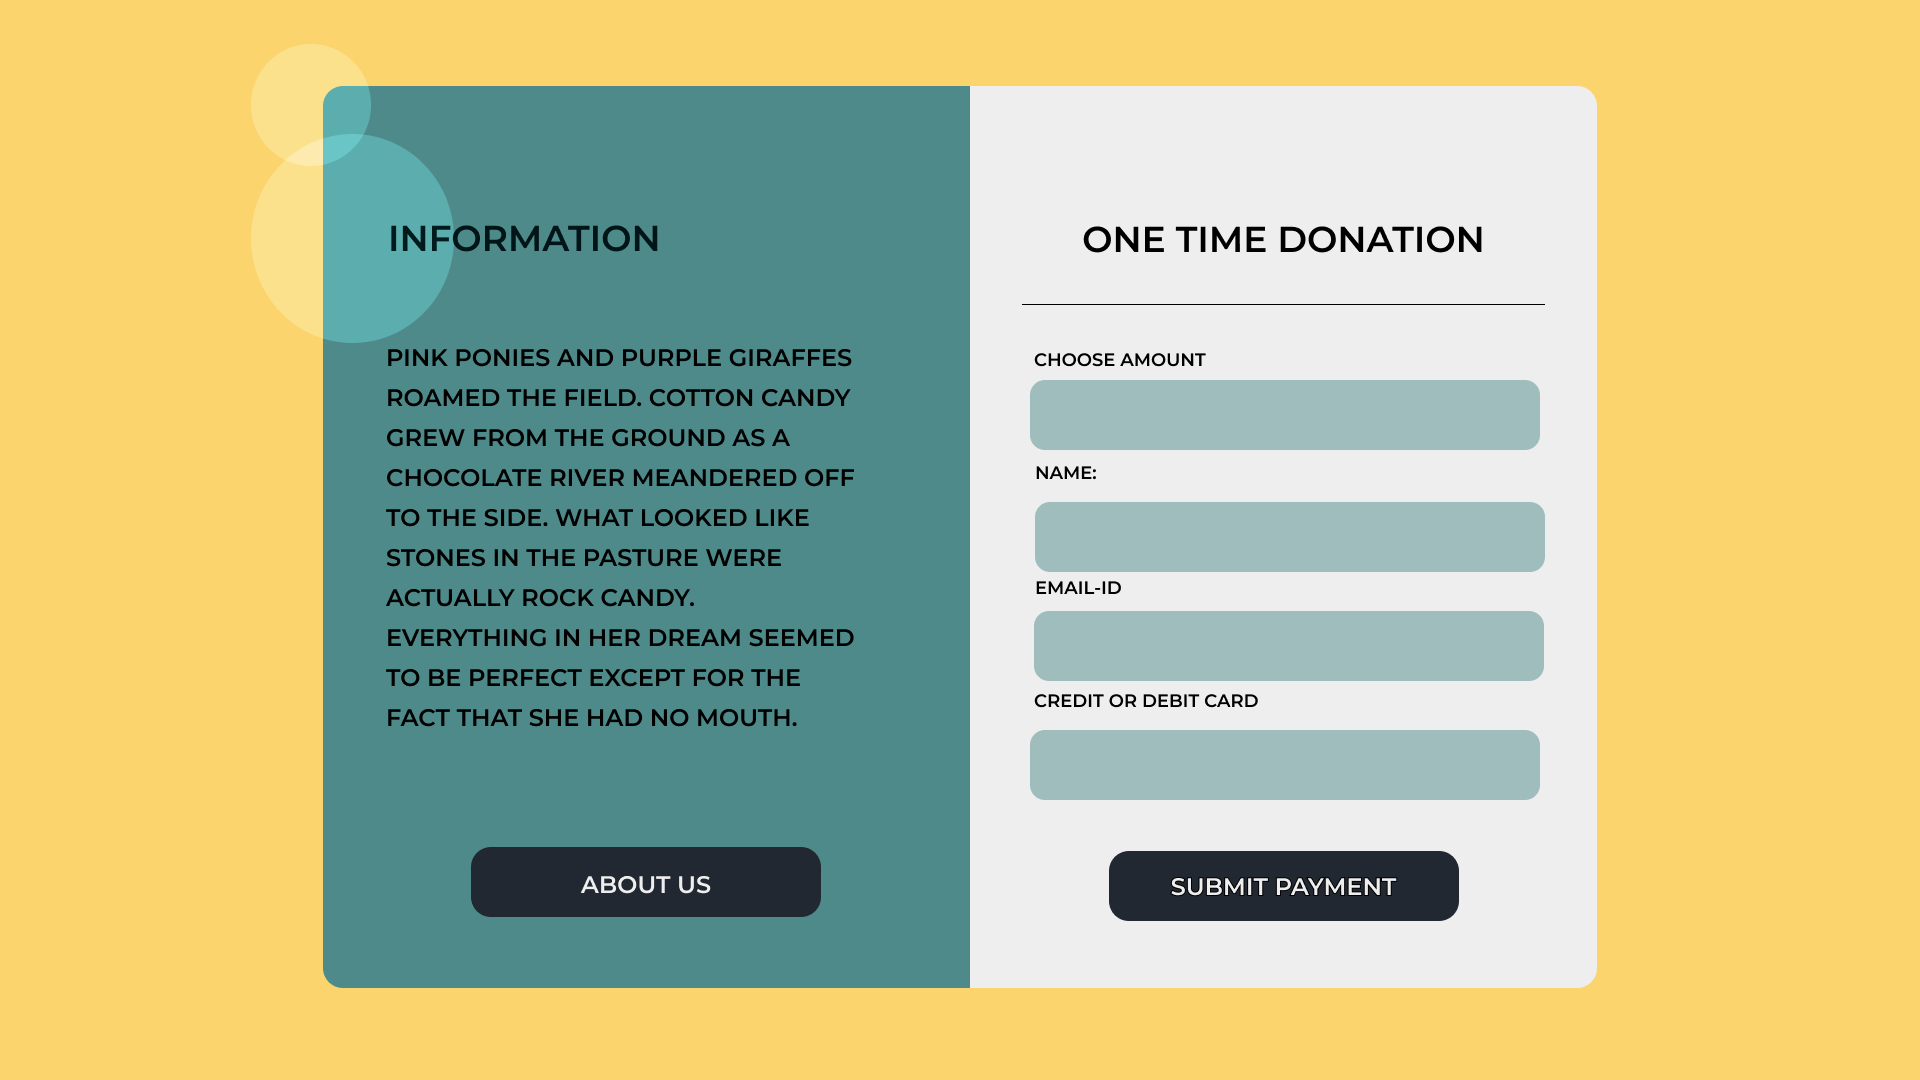 INFORMATION
PINK PONIES AND PURPLE GIRAFFES
ROAMED THE FIELD. COTTON CANDY
GREW FROM THE GROUND AS A
CHOCOLATE RIVER MEANDERED OFF
TO THE SIDE. WHAT LOOKED LIKE
STONES IN THE PASTURE WERE
ACTUALLY ROCK CANDY.
EVERYTHING IN HER DREAM SEEMED
TO BE PERFECT EXCEPT FOR THE
FACT THAT SHE HAD NO MOUTH.
ABOUT US
ONE TIME DONATION
CHOOSE AMOUNT
NAME:
EMAIL-ID
CREDIT OR DEBIT CARD
SUBMIT PAYMENT